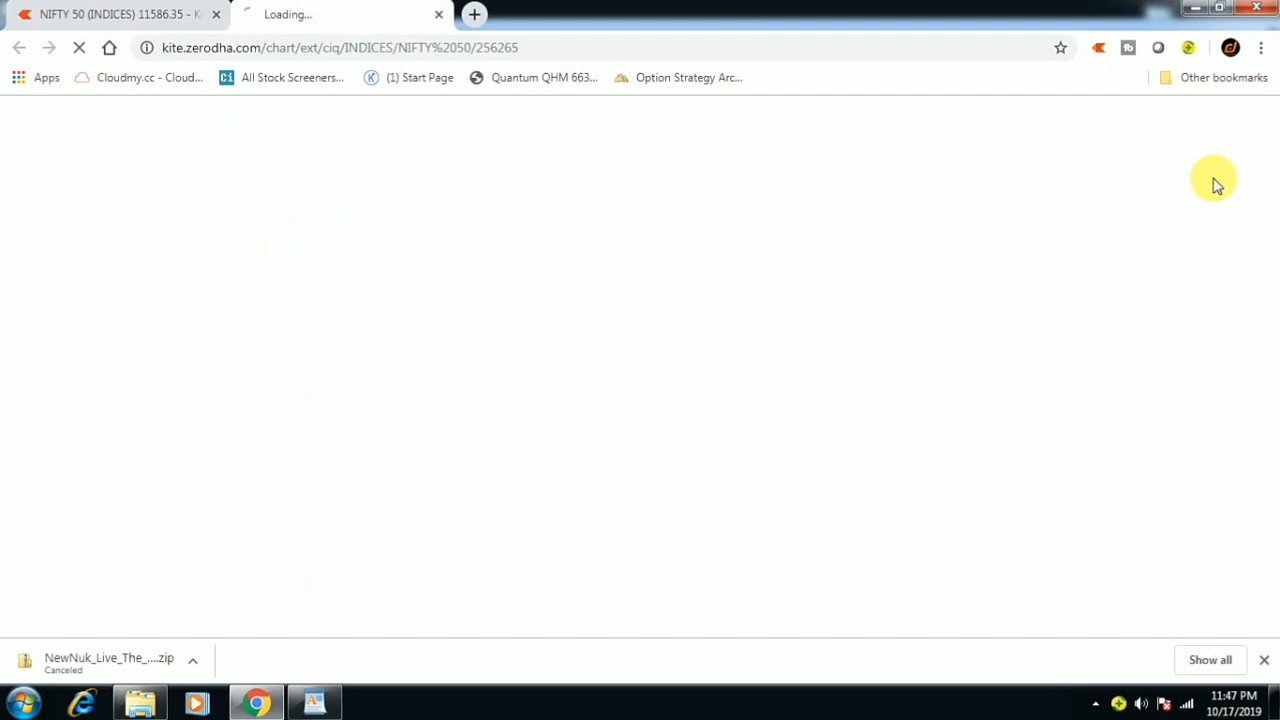 NIFTY 50 (INDICES) 11586.35 - K
Loading...
kite.zerodha.com/chart/ext/ciq/INDICES/NIFTY%2050/256265
Apps
Cloudmy.cc - Cloud...
All Stock Screeners...
(1) Start Page
Quantum QHM 663...
Option Strategy Arc...
Other bookmarks
NewNuk_Live_The_....zip
Canceled
Show all
11:47 PM
10/17/2019